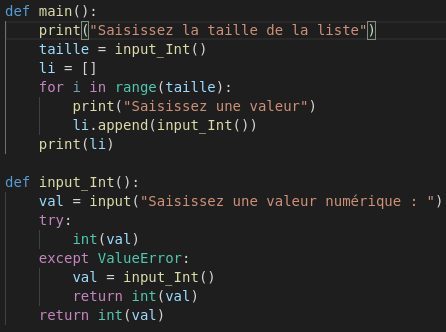 def main():
    print("Saisissez la taille de la liste")
    taille = input_Int()
    li = []
    for i in range(taille):
        print("Saisissez une valeur")
        li.append(input_Int())
    print(li)

def input_Int():
    val = input("Saisissez une valeur numérique : ")
    try:
        int(val)
    except ValueError:
        val = input_Int()
        return int(val)
    return int(val)